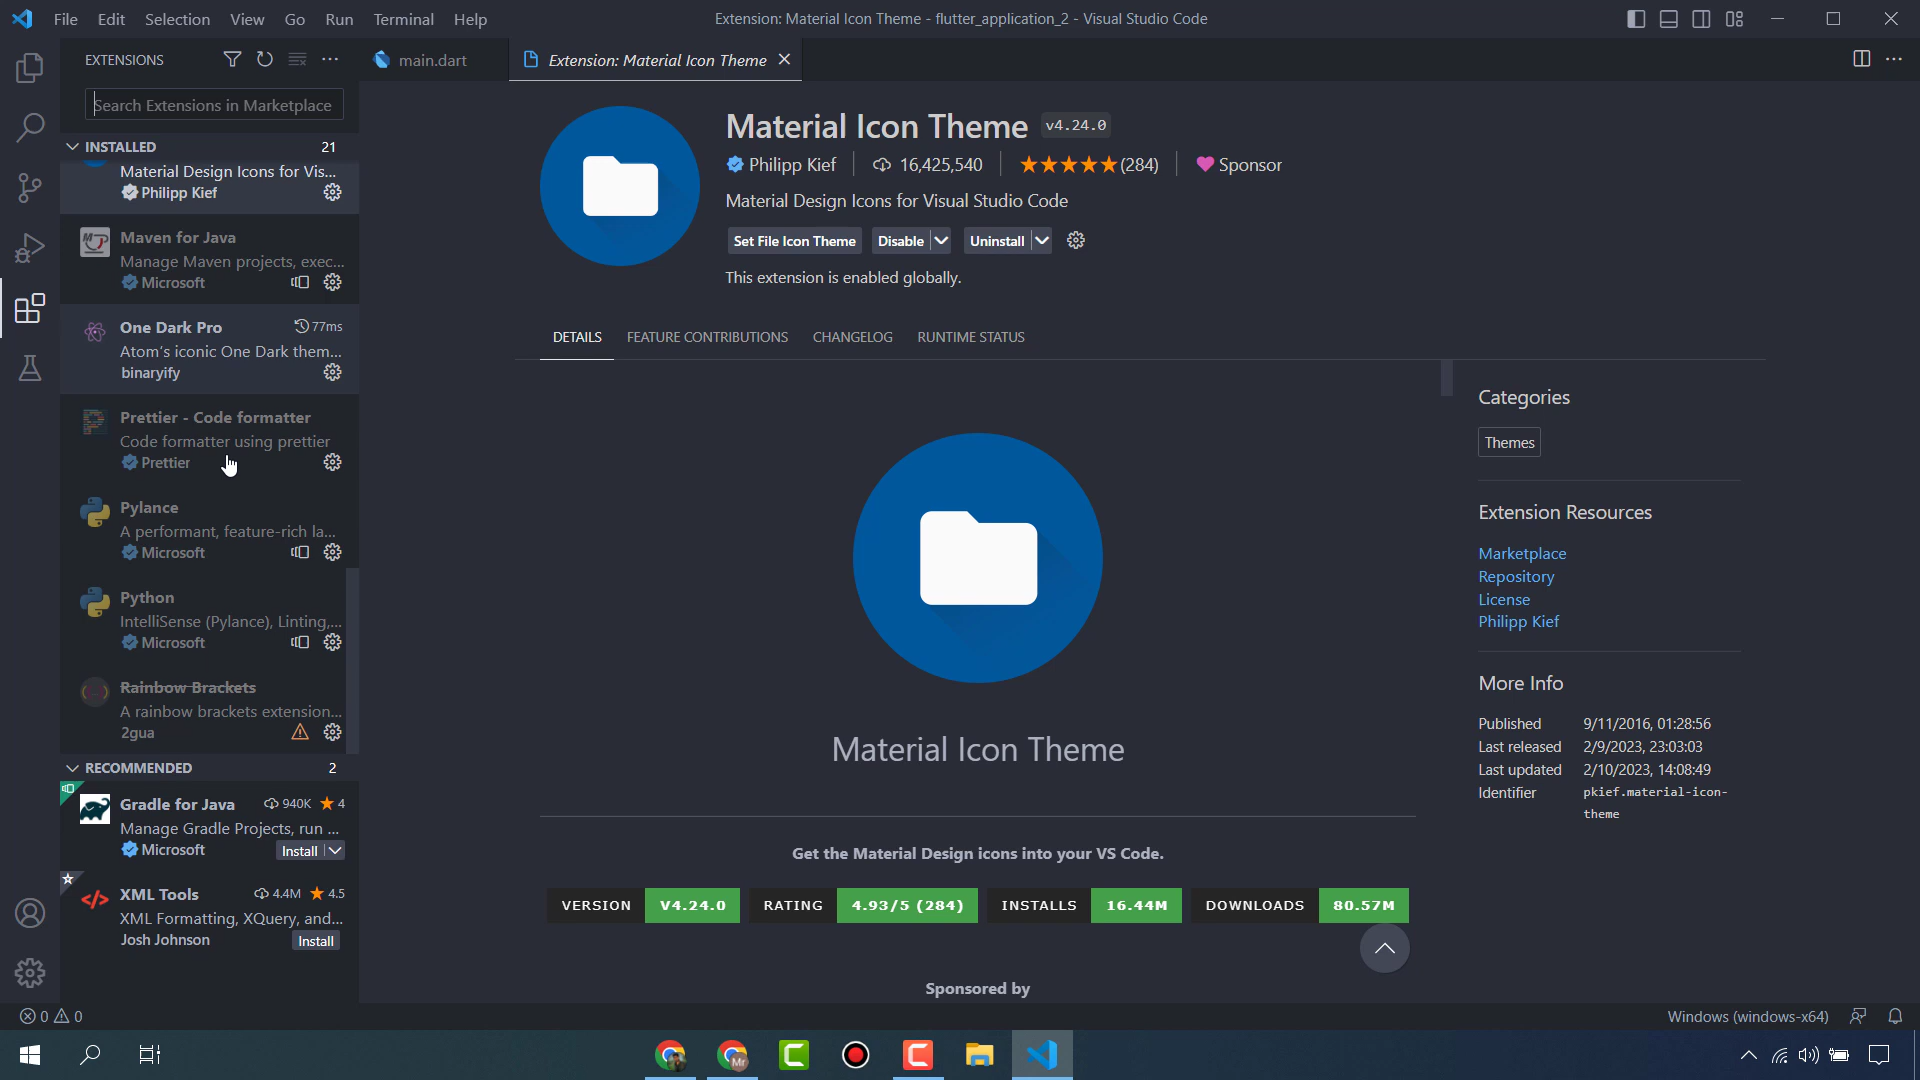 File Edit Selection View Go Run Terminal Help
Extension: Material Icon Theme - flutter_application_2 - Visual Studio Code
EXTENSIONS
Search Extensions in Marketplace
INSTALLED 21
Material Design Icons for Vis...
Philipp Kief
Maven for Java
Manage Maven projects, exec...
Microsoft
One Dark Pro 77ms
Atom's iconic One Dark them...
binaryify
Prettier - Code formatter
Code formatter using prettier
Prettier
Pylance
A performant, feature-rich la...
Microsoft
Python
IntelliSense (Pylance), Linting,...
Microsoft
Rainbow Brackets
A rainbow brackets extension...
2gua
RECOMMENDED 2
Gradle for Java 940K 4
Manage Gradle Projects, run ...
Microsoft Install
XML Tools 4.4M 4.5
XML Formatting, XQuery, and...
Josh Johnson Install
main.dart
Extension: Material Icon Theme
Material Icon Theme v4.24.0
Philipp Kief 16,425,540 (284) Sponsor
Material Design Icons for Visual Studio Code
Set File Icon Theme Disable Uninstall
This extension is enabled globally.
DETAILS FEATURE CONTRIBUTIONS CHANGELOG RUNTIME STATUS
Material Icon Theme
Get the Material Design icons into your VS Code.
VERSION V4.24.0 RATING 4.93/5 (284) INSTALLS 16.44M DOWNLOADS 80.57M
Sponsored by
Categories
Themes
Extension Resources
Marketplace
Repository
License
Philipp Kief
More Info
Published 9/11/2016, 01:28:56
Last released 2/9/2023, 23:03:03
Last updated 2/10/2023, 14:08:49
Identifier pkief.material-icon-
theme
0 0
Windows (windows-x64)
Mr